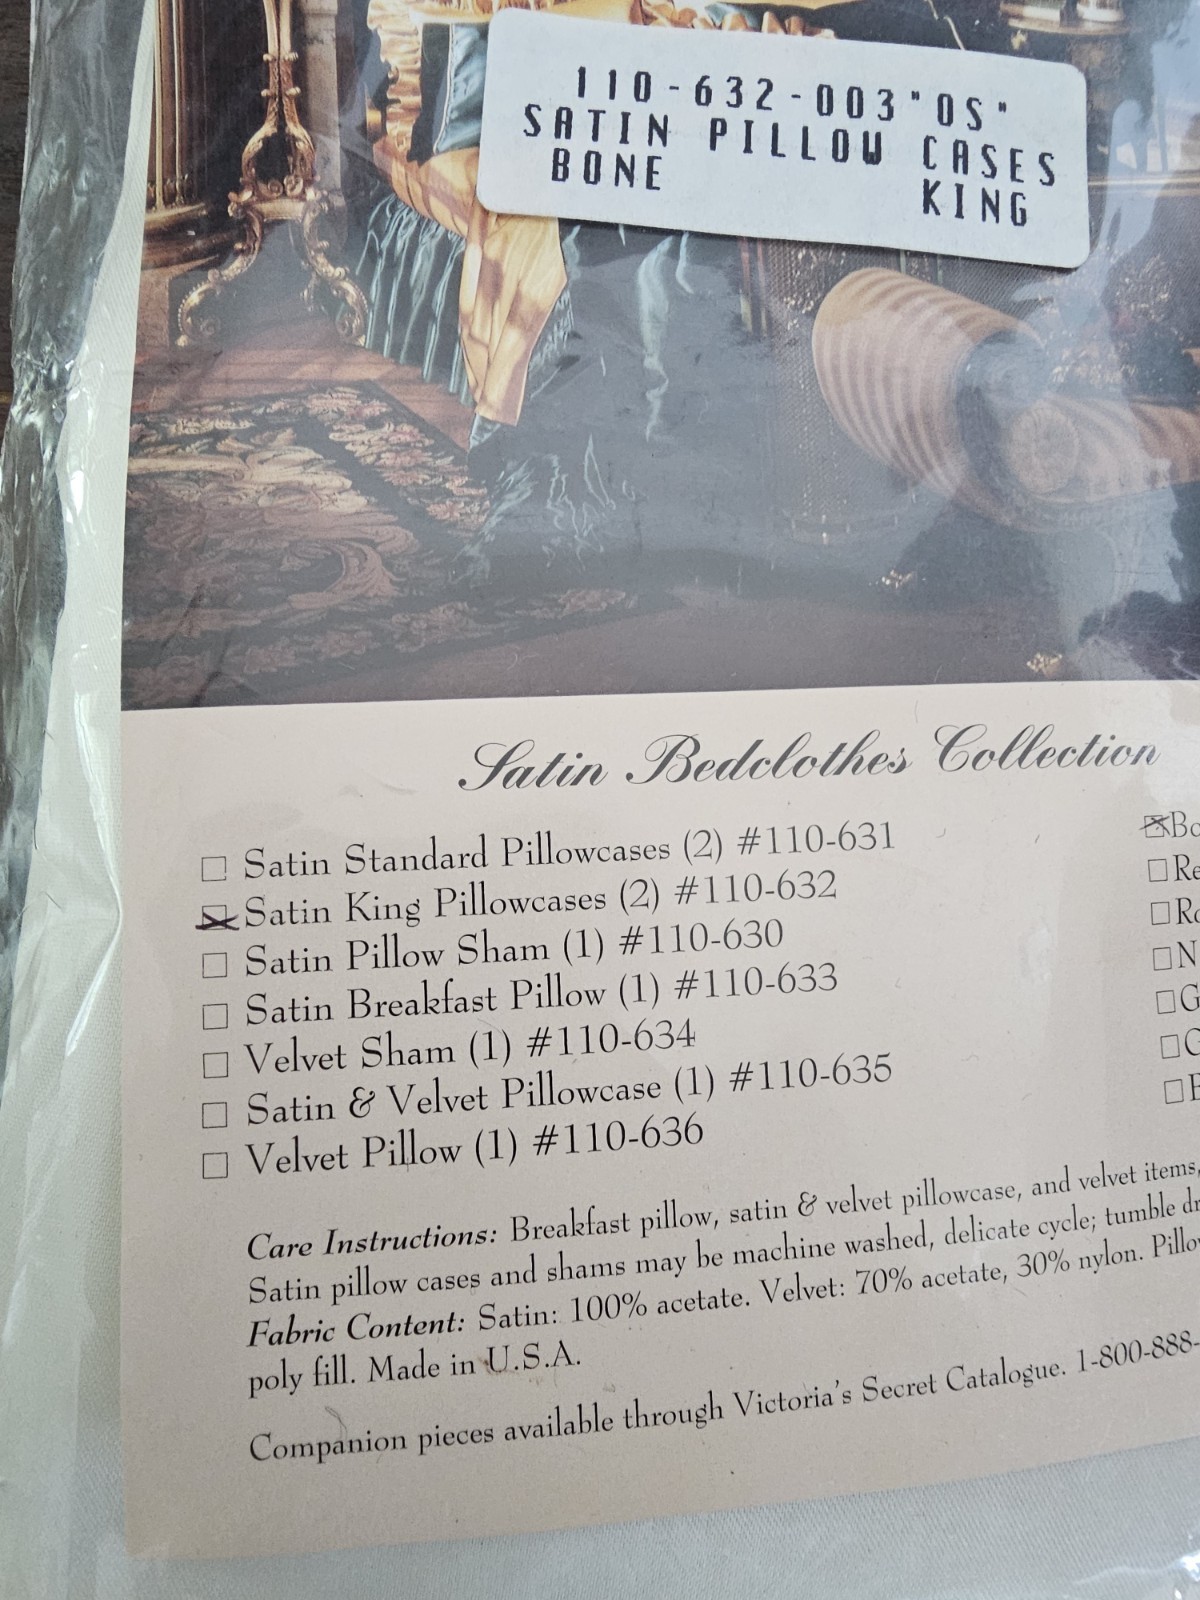 110-632-003"OS"
SATIN PILLOW CASES
BONE KING
Satin Bedclothes Collection
Satin Standard Pillowcases (2) #110-631
Satin King Pillowcases (2) #110-632
Satin Pillow Sham (1) #110-630
Satin Breakfast Pillow (1) #110-633
Velvet Sham (1) #110-634
Satin & Velvet Pillowcase (1) #110-635
Velvet Pillow (1) #110-636
Care Instructions: Breakfast pillow, satin & velvet pillowcase, and velvet items,
Satin pillow cases and shams may be machine washed, delicate cycle; tumble
Fabric Content: Satin: 100% acetate. Velvet: 70% acetate, 30% nylon.
poly fill. Made in U.S.A.
Companion pieces available through Victoria's Secret Catalogue. 1-800-888-